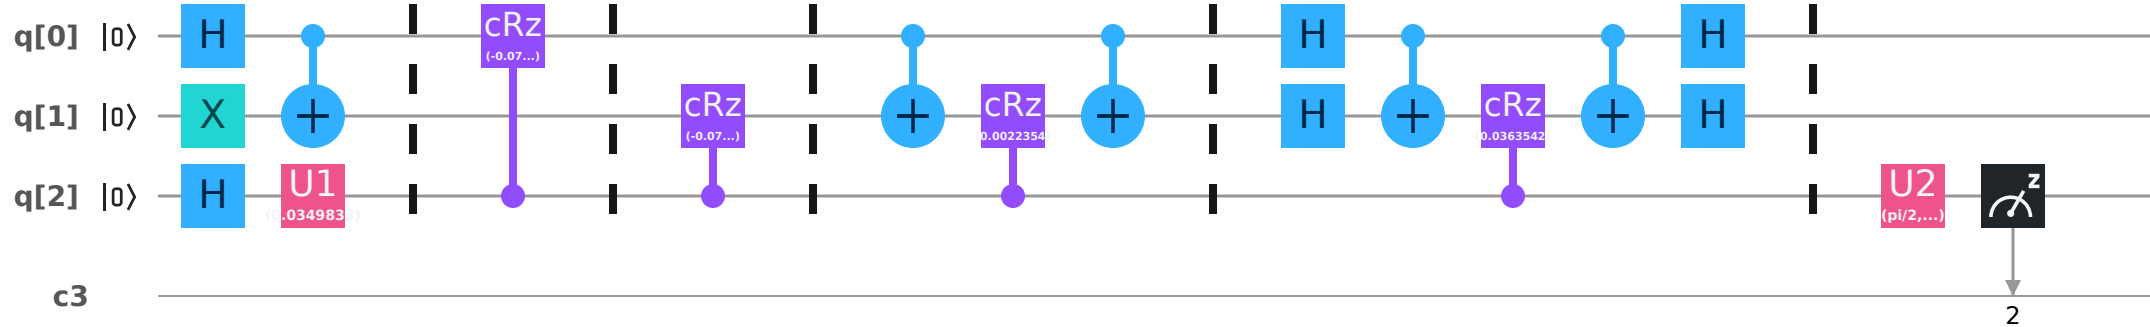 q[0] |0⟩ H cRz (-0.07...) H H
q[1] |0⟩ X cRz (-0.07...) cRz 0.0022354 H cRz 0.0363542 H
q[2] |0⟩ H U1 (0.034983 ) U2 (pi/2,...) z
c3
2